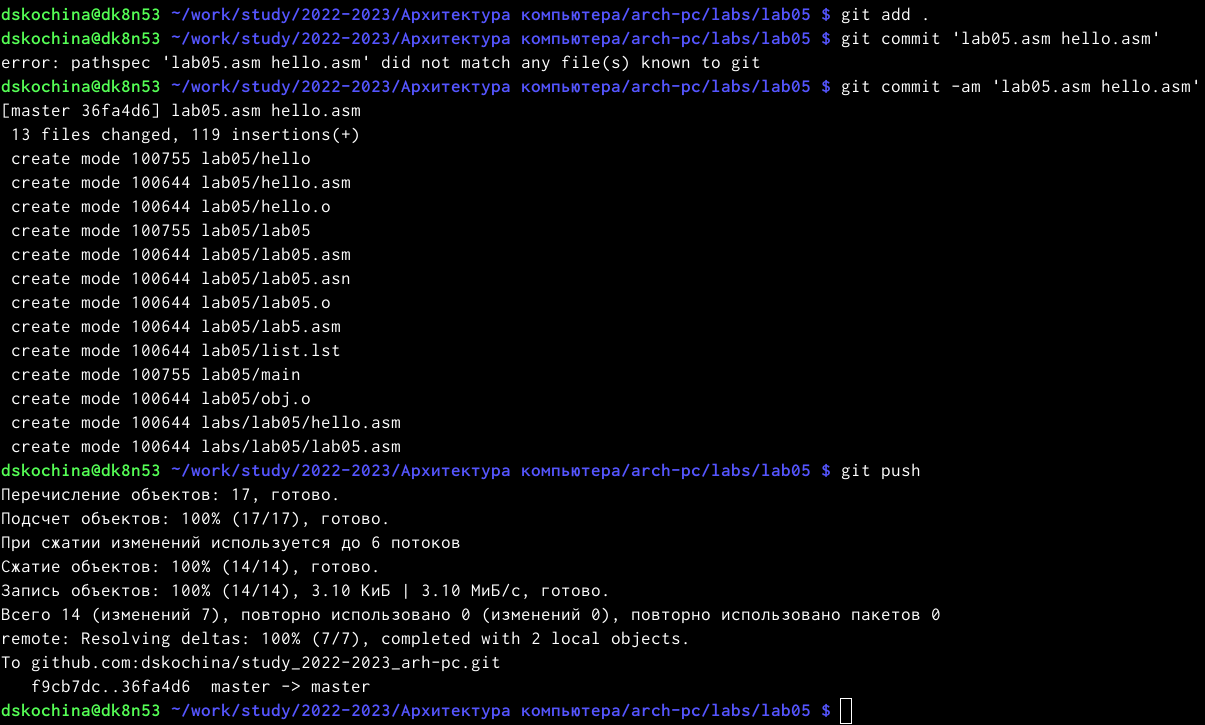 dskochina@dk8n53 ~/work/study/2022-2023/Архитектура компьютера/arch-pc/labs/lab05 $ git add .
dskochina@dk8n53 ~/work/study/2022-2023/Архитектура компьютера/arch-pc/labs/lab05 $ git commit 'lab05.asm hello.asm'
error: pathspec 'lab05.asm hello.asm' did not match any file(s) known to git
dskochina@dk8n53 ~/work/study/2022-2023/Архитектура компьютера/arch-pc/labs/lab05 $ git commit -am 'lab05.asm hello.asm'
[master 36fa4d6] lab05.asm hello.asm
 13 files changed, 119 insertions(+)
 create mode 100755 lab05/hello
 create mode 100644 lab05/hello.asm
 create mode 100644 lab05/hello.o
 create mode 100755 lab05/lab05
 create mode 100644 lab05/lab05.asm
 create mode 100644 lab05/lab05.asn
 create mode 100644 lab05/lab05.o
 create mode 100644 lab05/lab5.asm
 create mode 100644 lab05/list.lst
 create mode 100755 lab05/main
 create mode 100644 lab05/obj.o
 create mode 100644 labs/lab05/hello.asm
 create mode 100644 labs/lab05/lab05.asm
dskochina@dk8n53 ~/work/study/2022-2023/Архитектура компьютера/arch-pc/labs/lab05 $ git push
Перечисление объектов: 17, готово.
Подсчет объектов: 100% (17/17), готово.
При сжатии изменений используется до 6 потоков
Сжатие объектов: 100% (14/14), готово.
Запись объектов: 100% (14/14), 3.10 КиБ | 3.10 МиБ/с, готово.
Всего 14 (изменений 7), повторно использовано 0 (изменений 0), повторно использовано пакетов 0
remote: Resolving deltas: 100% (7/7), completed with 2 local objects.
To github.com:dskochina/study_2022-2023_arh-pc.git
   f9cb7dc..36fa4d6  master -> master
dskochina@dk8n53 ~/work/study/2022-2023/Архитектура компьютера/arch-pc/labs/lab05 $